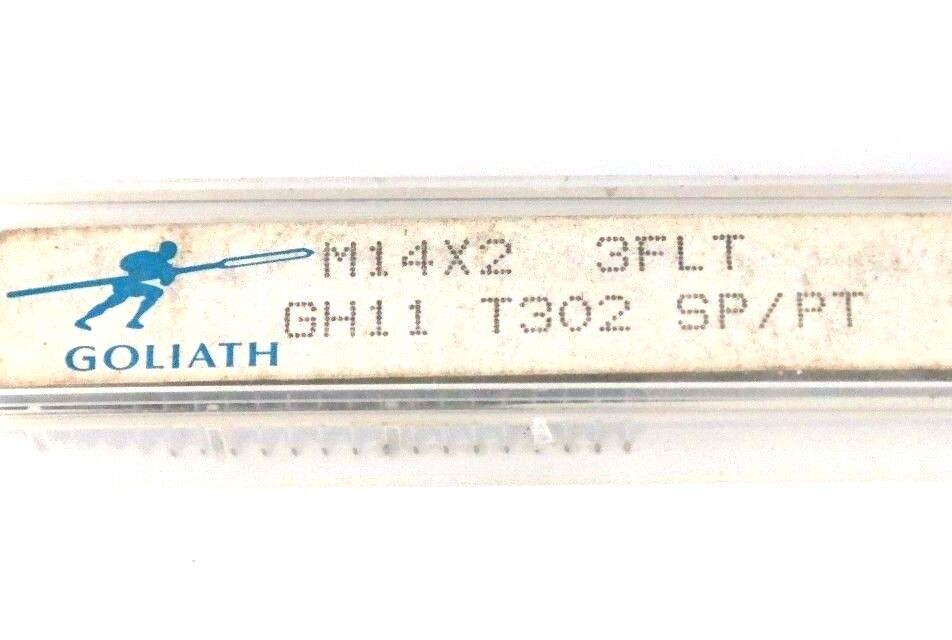 M14X2 3FLT
GH11 T302 SP/PT
GOLIATH